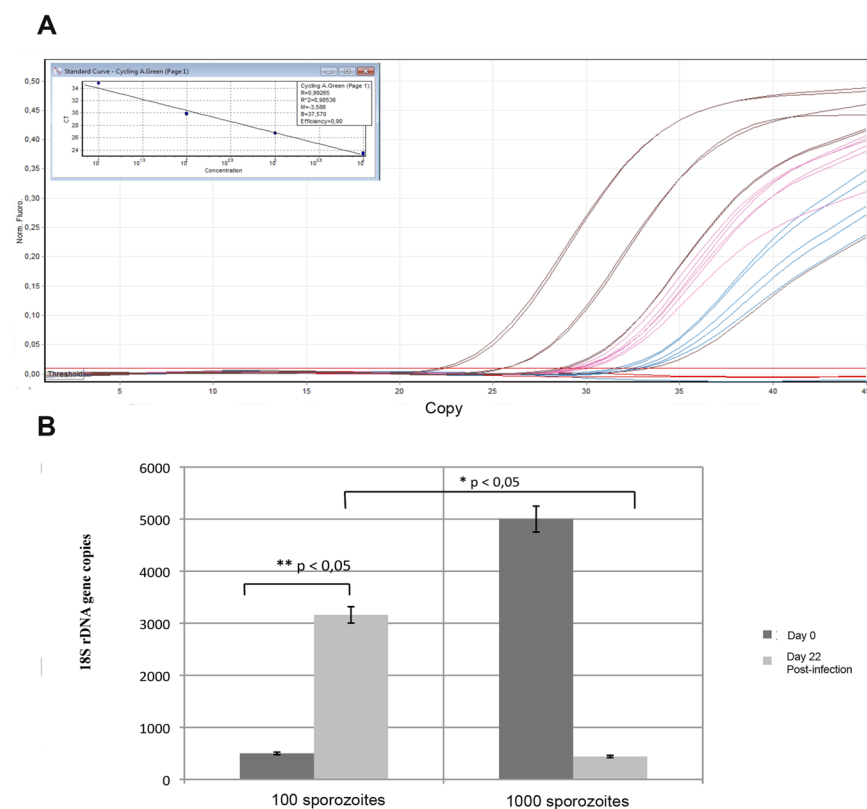 A
Standard Curve - Cycling A.Green (Page 1)
Cycling A.Green (Page 1):
R=0,99265
R^2=0,98536
M=-3,586
B=37,570
Efficiency=0,90
34
32
30
28
26
24
CT
Concentration
Norm. Fluoro.
0,50
0,45
0,40
0,35
0,30
0,25
0,20
0,15
0,10
0,05
0,00
Threshold
5
10
15
20
25
30
35
40
45
Copy
B
18S rDNA gene copies
6000
5000
4000
3000
2000
1000
0
* p < 0,05
** p < 0,05
100 sporozoites
1000 sporozoites
Day 0
Day 22
Post-infection